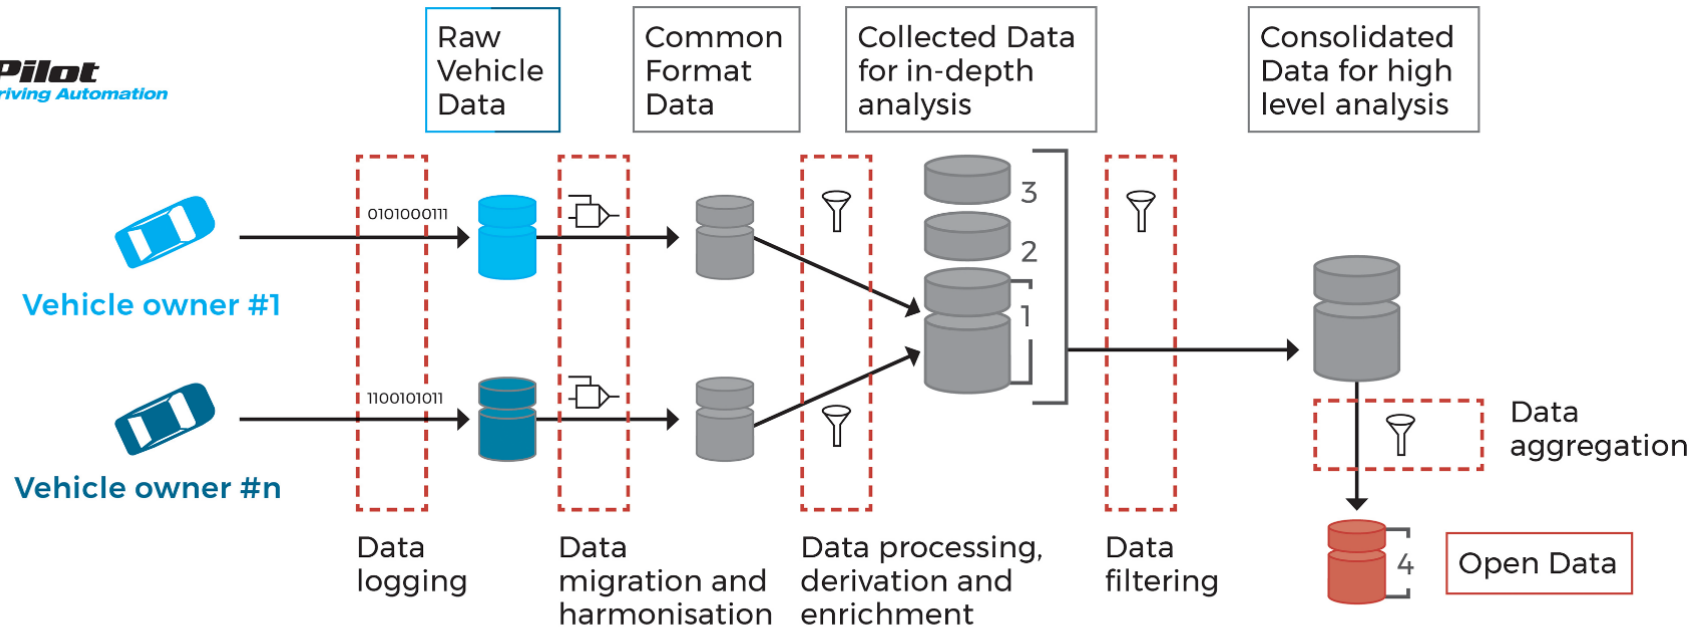 Pilot
riving Automation
Raw
Vehicle
Data
Common
Format
Data
Collected Data
for in-depth
analysis
Consolidated
Data for high
level analysis
0101000111
3
2
1
Vehicle owner #1
1100101011
Vehicle owner #n
Data
aggregation
Data
logging
Data
migration and
harmonisation
Data processing,
derivation and
enrichment
Data
filtering
4
Open Data